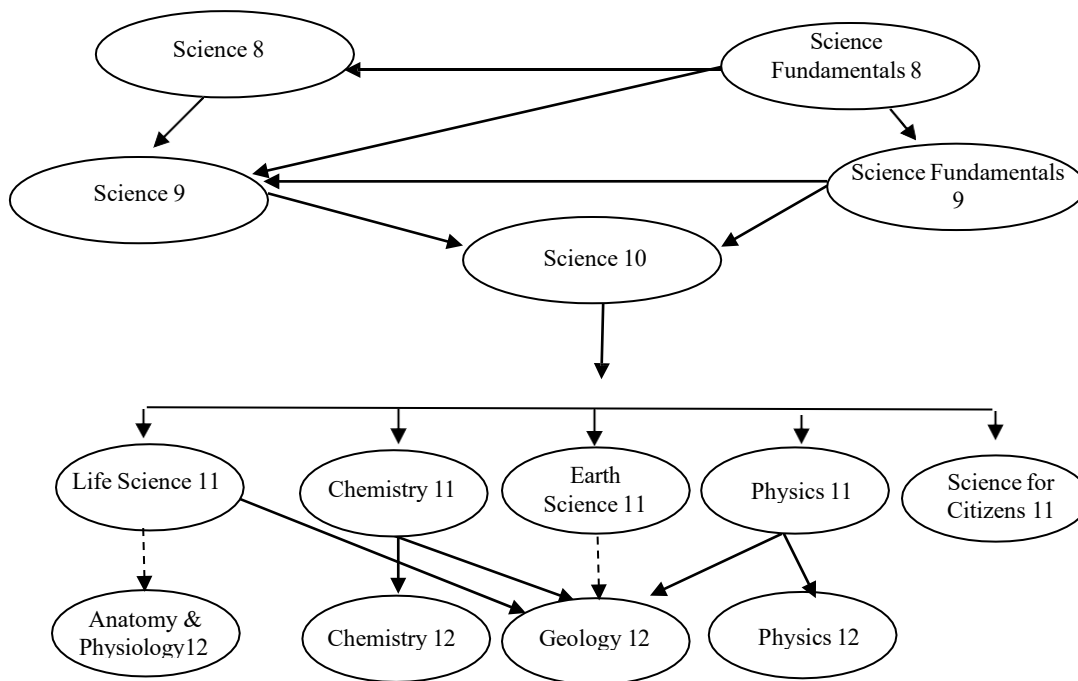 Science 8
Science
Fundamentals 8
Science 9
Science Fundamentals
9
Science 10
Life Science 11
Chemistry 11
Earth
Science 11
Physics 11
Science for
Citizens 11
Anatomy &
Physiology12
Chemistry 12
Geology 12
Physics 12